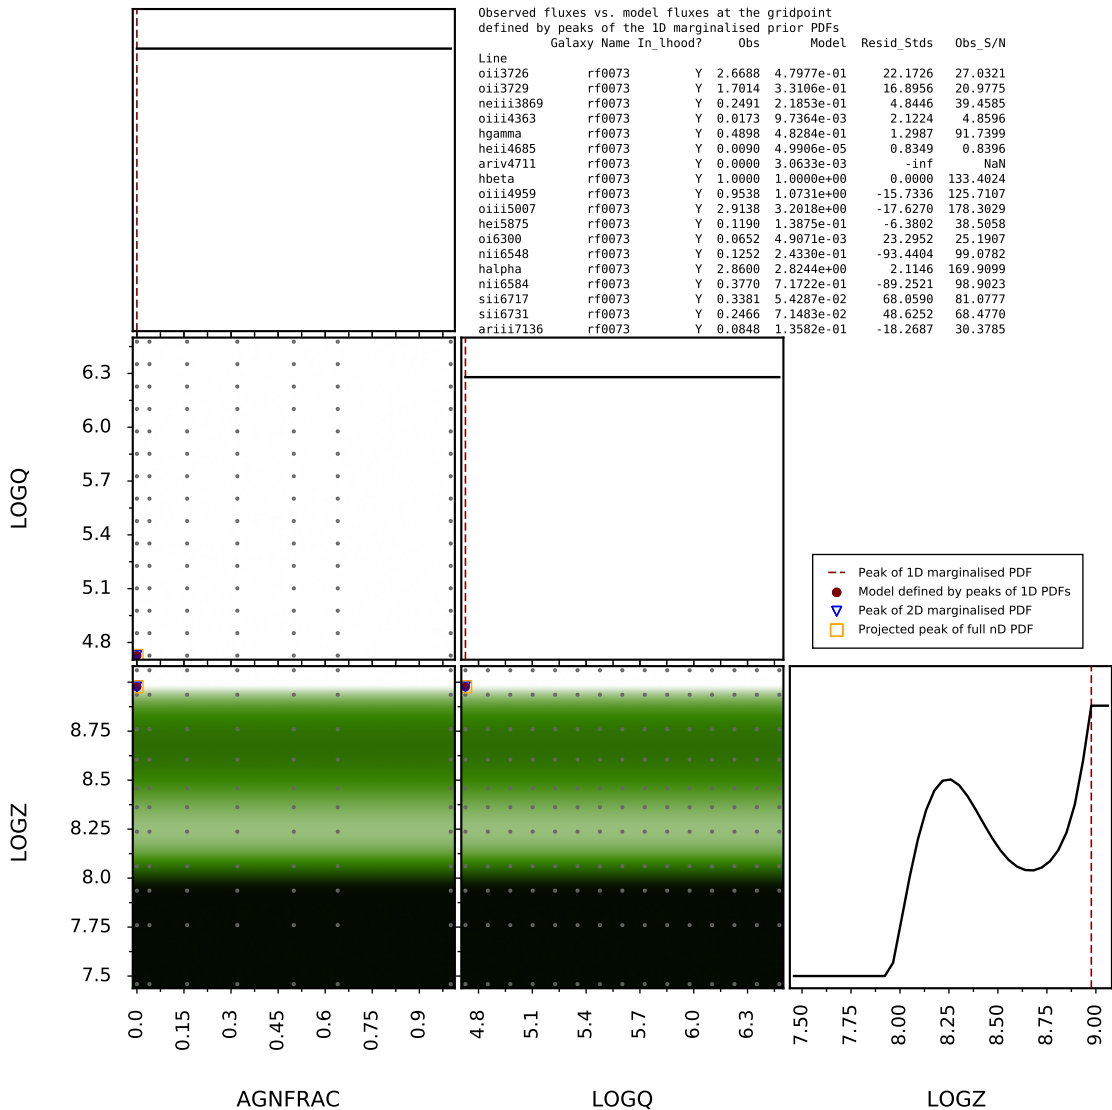 Observed fluxes vs. model fluxes at the gridpoint
defined by peaks of the 1D marginalised prior PDFs
Galaxy Name In_lhood? Obs Model Resid_Stds Obs_S/N
Line
oii3726 rf0073 Y 2.6688 4.7977e-01 22.1726 27.0321
oii3729 rf0073 Y 1.7014 3.3106e-01 16.8956 20.9775
neiii3869 rf0073 Y 0.2491 2.1853e-01 4.8446 39.4585
oiii4363 rf0073 Y 0.0173 9.7364e-03 2.1224 4.8596
hgamma rf0073 Y 0.4898 4.8284e-01 1.2987 91.7399
heii4685 rf0073 Y 0.0090 4.9906e-05 0.8349 0.8396
ariv4711 rf0073 Y 0.0000 3.0633e-03 -inf NaN
hbeta rf0073 Y 1.0000 1.0000e+00 0.0000 133.4024
oiii4959 rf0073 Y 0.9538 1.0731e+00 -15.7336 125.7107
oiii5007 rf0073 Y 2.9138 3.2018e+00 -17.6270 178.3029
hei5875 rf0073 Y 0.1190 1.3875e-01 -6.3802 38.5058
oi6300 rf0073 Y 0.0652 4.9071e-03 23.2952 25.1907
nii6548 rf0073 Y 0.1252 2.4330e-01 -93.4404 99.0782
halpha rf0073 Y 2.8600 2.8244e+00 2.1146 169.9099
nii6584 rf0073 Y 0.3770 7.1722e-01 -89.2521 98.9023
sii6717 rf0073 Y 0.3381 5.4287e-02 68.0590 81.0777
sii6731 rf0073 Y 0.2466 7.1483e-02 48.6252 68.4770
ariii7136 rf0073 Y 0.0848 1.3582e-01 -18.2687 30.3785
6.3
6.0
5.7
5.4
5.1
4.8
LOGQ
Peak of 1D marginalised PDF
Model defined by peaks of 1D PDFs
Peak of 2D marginalised PDF
Projected peak of full nD PDF
8.75
8.5
8.25
8.0
7.75
7.5
LOGZ
0.0 0.15 0.3 0.45 0.6 0.75 0.9
4.8 5.1 5.4 5.7 6.0 6.3
7.50 7.75 8.00 8.25 8.50 8.75 9.00
AGNFRAC LOGQ LOGZ